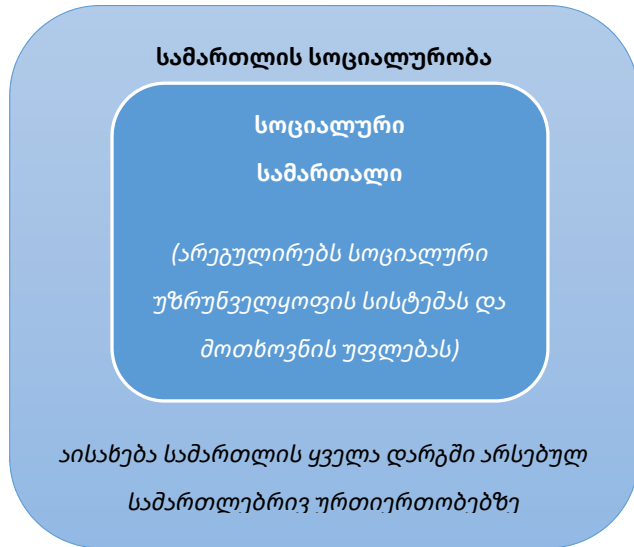 სამართლის სოციალურობა
სოციალური
სამართალი
(არეგულირებს სოციალური
უზრუნველყოფის სისტემას და
მოთხოვნის უფლებას)
აისახება სამართლის ყველა დარგში არსებულ
სამართლებრივ ურთიერთობებზე